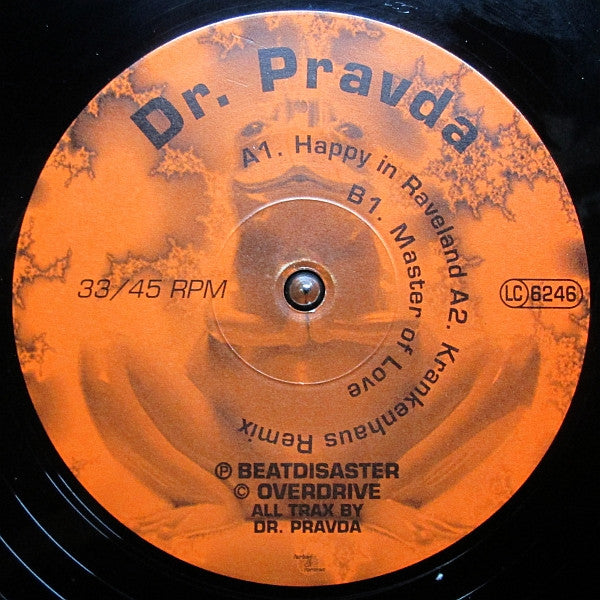 Dr. Pravda
A1. Happy in Raveland A2. Krankenhaus Remix
B1. Master of Love
33/45 RPM
LC 6246
℗ BEATDISASTER
© OVERDRIVE
ALL TRAX BY
DR. PRAVDA